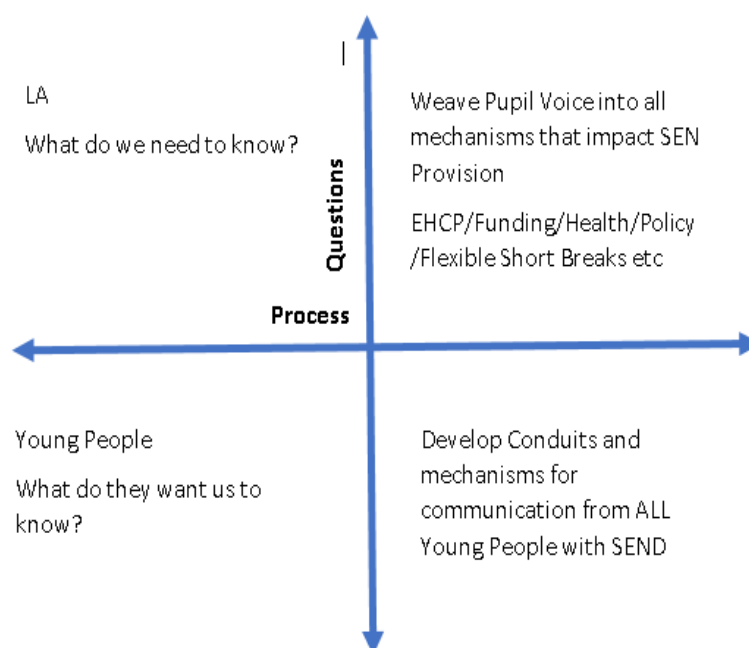 LA
What do we need to know?
Weave Pupil Voice into all
mechanisms that impact SEN
Provision
EHCP/Funding/Health/Policy
/Flexible Short Breaks etc
Questions
Process
Young People
What do they want us to
know?
Develop Conduits and
mechanisms for
communication from ALL
Young People with SEND